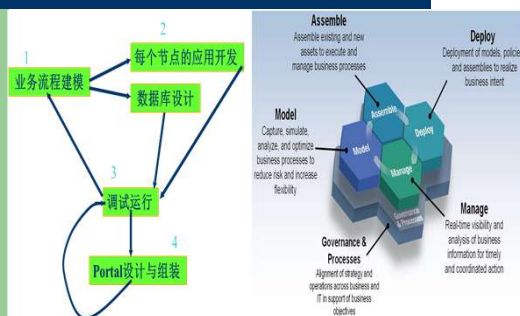 1
业务流程建模
2
每个节点的应用开发
数据库设计
3
调试运行
4
Portal设计与组装
Assemble
Assemble existing and new
assets to execute and
manage business processes
Deploy
Deployment of models, policies
and assemblies to realize
business intent
Model
Capture, simulate,
analyze, and optimize
business processes to
reduce risk and increase
flexibility
Assemble
Deploy
Model
Manage
Governance &
Processes
Manage
Real-time visibility and
analysis of business
information for timely
and coordinated action
Governance &
Processes
Alignment of strategy and
operations across business and
IT in support of business
objectives